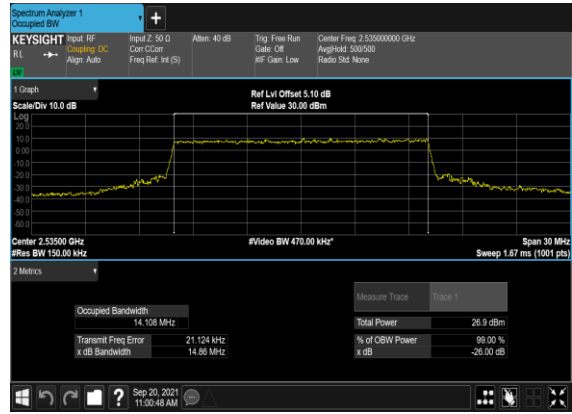 Spectrum Analyzer 1
Occupied BW
+
KEYSIGHT Input: RF Input Z: 50 Ω Atten: 40 dB Trig: Free Run Center Freq: 2.535000000 GHz
RL Coupling: DC Corr CCorr Gate: Off Avg|Hold: 500/500
Align: Auto Freq Ref: Int (S) #IF Gain: Low Radio Std: None
1 Graph
Scale/Div 10.0 dB Ref Lvl Offset 5.10 dB
Ref Value 30.00 dBm
Log
20.0
10.0
0.00
-10.0
-20.0
-30.0
-40.0
-50.0
-60.0
Center 2.53500 GHz #Video BW 470.00 kHz* Span 30 MHz
#Res BW 150.00 kHz Sweep 1.67 ms (1001 pts)
2 Metrics
Measure Trace Trace 1
Occupied Bandwidth
14.108 MHz Total Power 26.9 dBm
Transmit Freq Error 21.124 kHz % of OBW Power 99.00 %
x dB Bandwidth 14.86 MHz x dB -26.00 dB
? Sep 20, 2021
11:00:48 AM